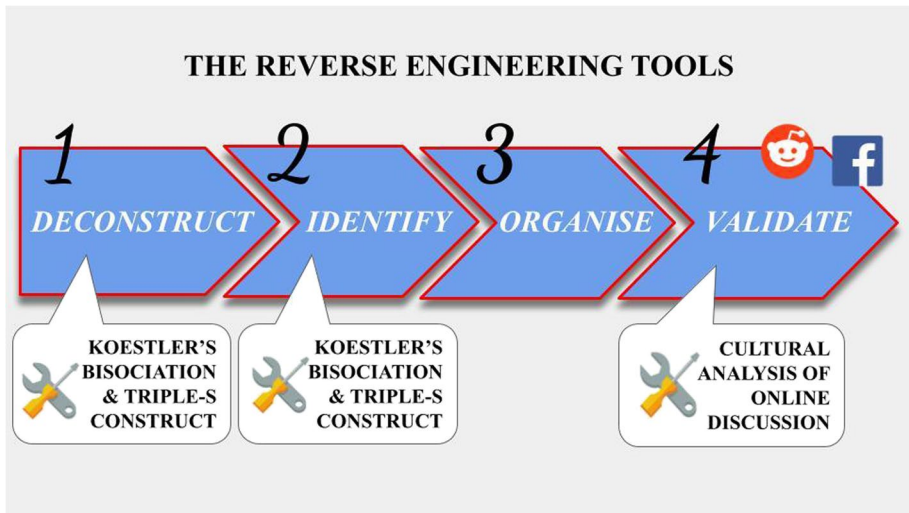 THE REVERSE ENGINEERING TOOLS
1
2
3
4
DECONSTRUCT
IDENTIFY
ORGANISE
VALIDATE
KOESTLER'S
BISOCIATION
& TRIPLE-S
CONSTRUCT
KOESTLER'S
BISOCIATION
& TRIPLE-S
CONSTRUCT
CULTURAL
ANALYSIS OF
ONLINE
DISCUSSION